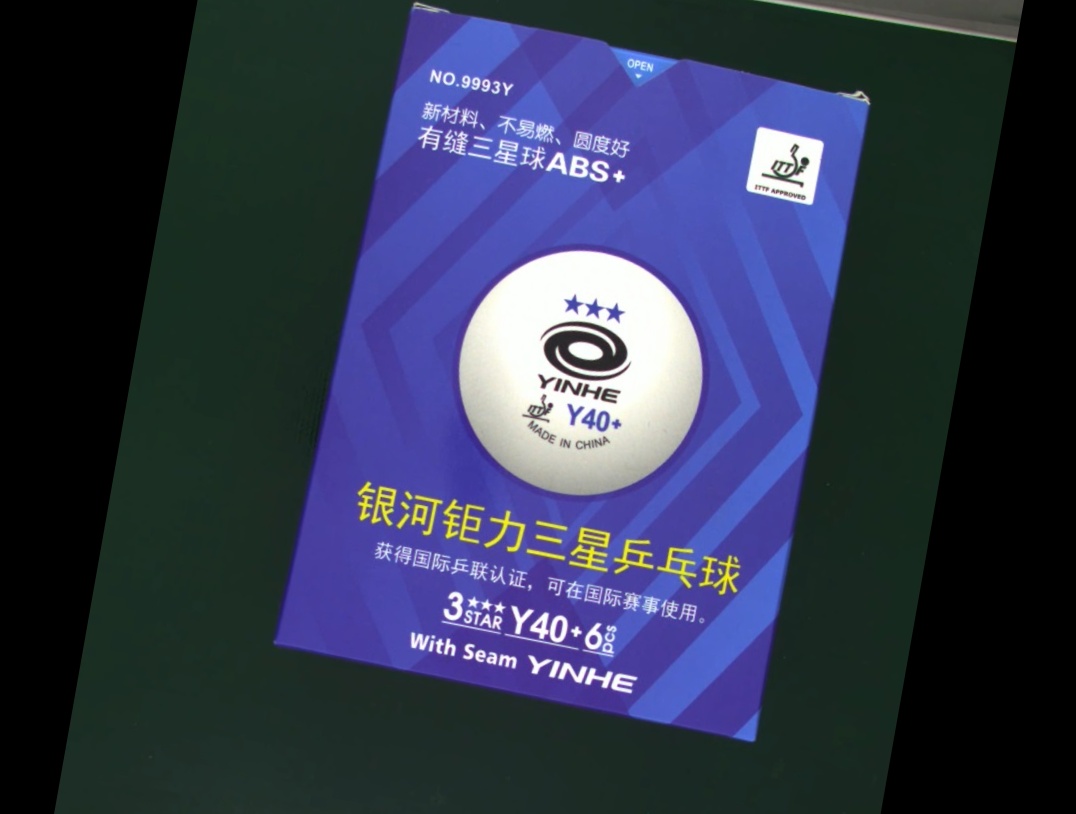 OPEN
NO.9993Y
新材料、不易燃、圆度好
有缝三星球ABS+
ITTF
ITTF APPROVED
★★★
YINHE
ITTF Y40+
MADE IN CHINA
银河钜力三星乒乓球
获得国际乒联认证，可在国际赛事使用。
3★★★STAR Y40+6PCS
With Seam YINHE